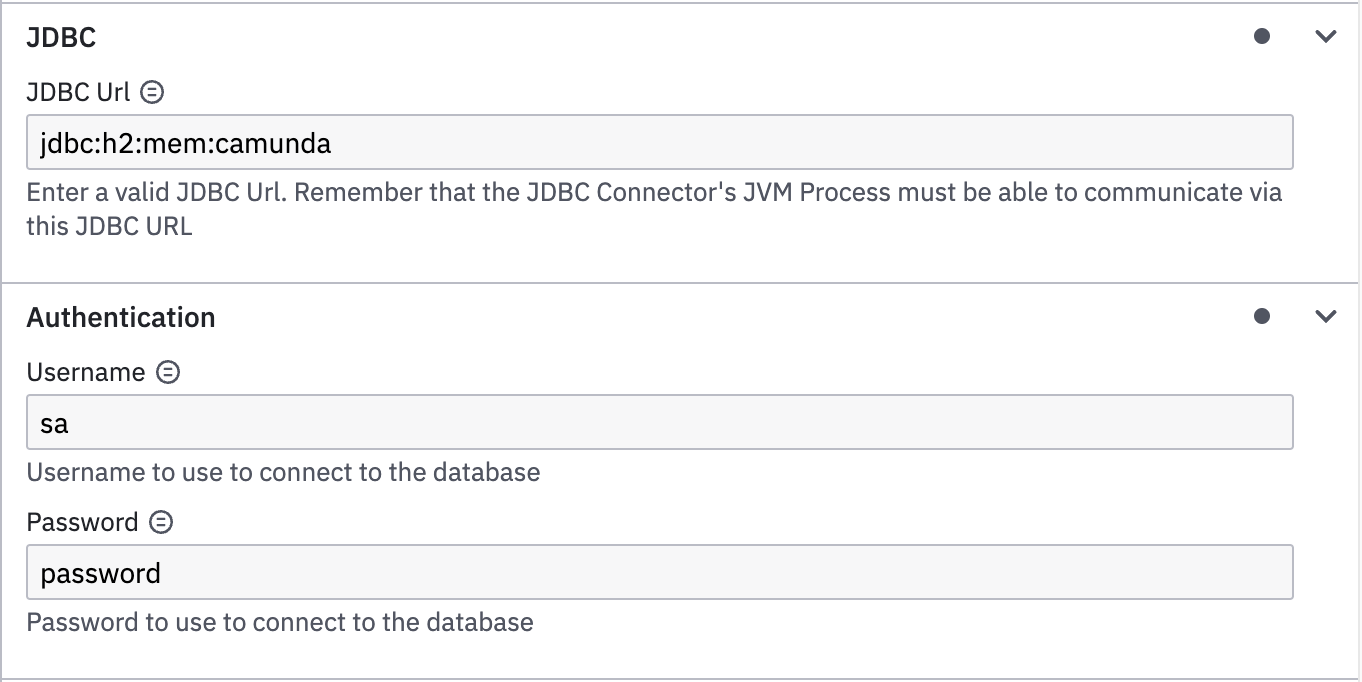 JDBC
JDBC Url
jdbc:h2:mem:camunda
Enter a valid JDBC Url. Remember that the JDBC Connector's JVM Process must be able to communicate via
this JDBC URL
Authentication
Username
sa
Username to use to connect to the database
Password
password
Password to use to connect to the database